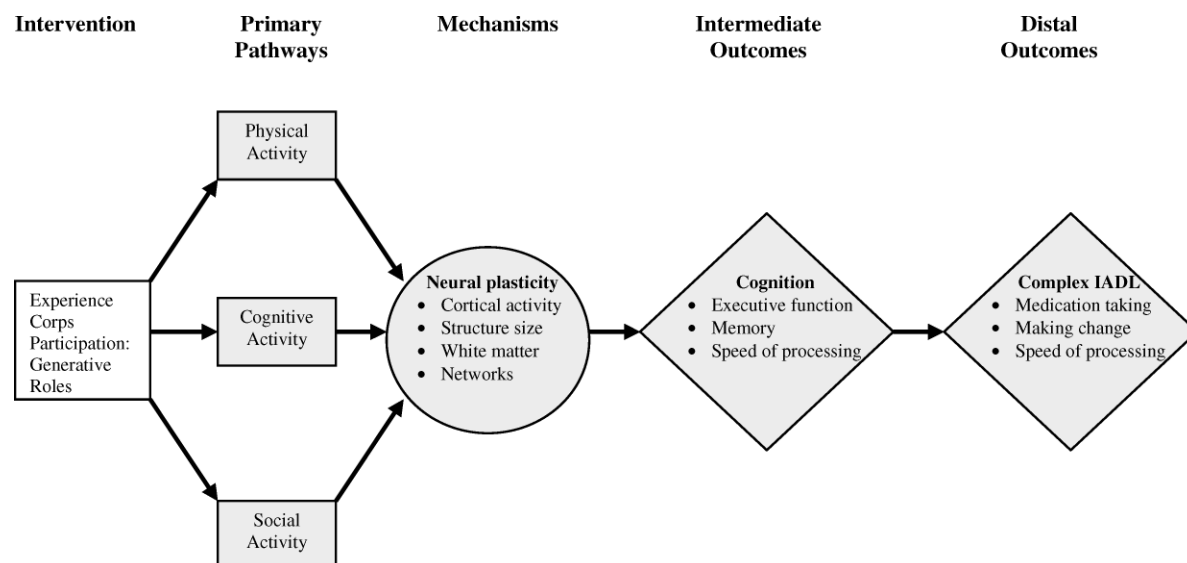 Intervention
Primary
Pathways
Mechanisms
Intermediate
Outcomes
Distal
Outcomes
Physical
Activity
Experience
Corps
Participation:
Generative
Roles
Cognitive
Activity
Social
Activity
Neural plasticity
• Cortical activity
• Structure size
• White matter
• Networks
Cognition
• Executive function
• Memory
• Speed of processing
Complex IADL
• Medication taking
• Making change
• Speed of processing